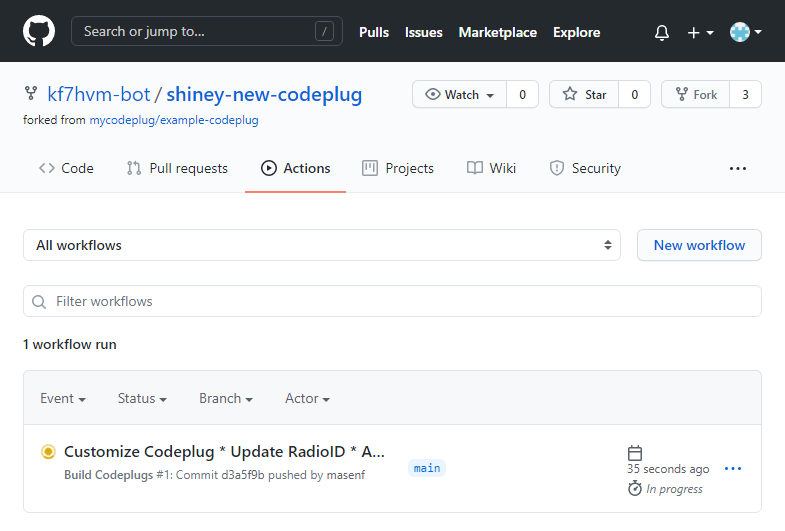 Search or jump to... /
Pulls Issues Marketplace Explore
kf7hvm-bot / shiney-new-codeplug
Watch 0 Star 0 Fork 3
forked from mycodeplug/example-codeplug
Code Pull requests Actions Projects Wiki Security
All workflows
New workflow
Filter workflows
1 workflow run
Event Status Branch Actor
Customize Codeplug * Update RadioID * A...
Build Codeplugs #1: Commit d3a5f9b pushed by masenf
main
35 seconds ago
In progress